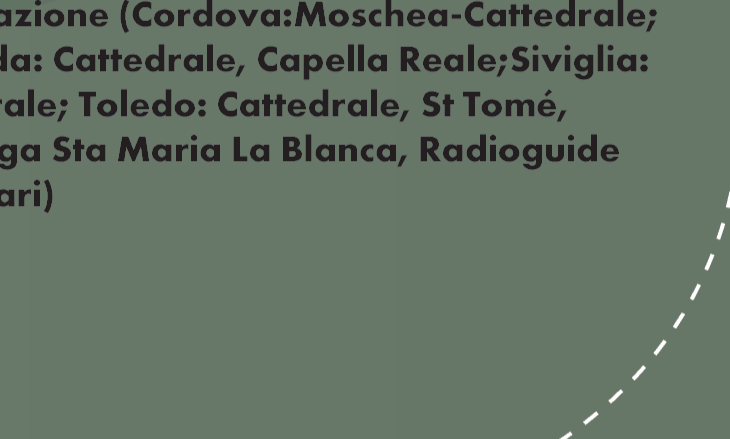 azione (Cordova:Moschea-Cattedrale;
da: Cattedrale, Capella Reale;Siviglia:
rale; Toledo: Cattedrale, St Tomé,
ga Sta Maria La Blanca, Radioguide
ari)